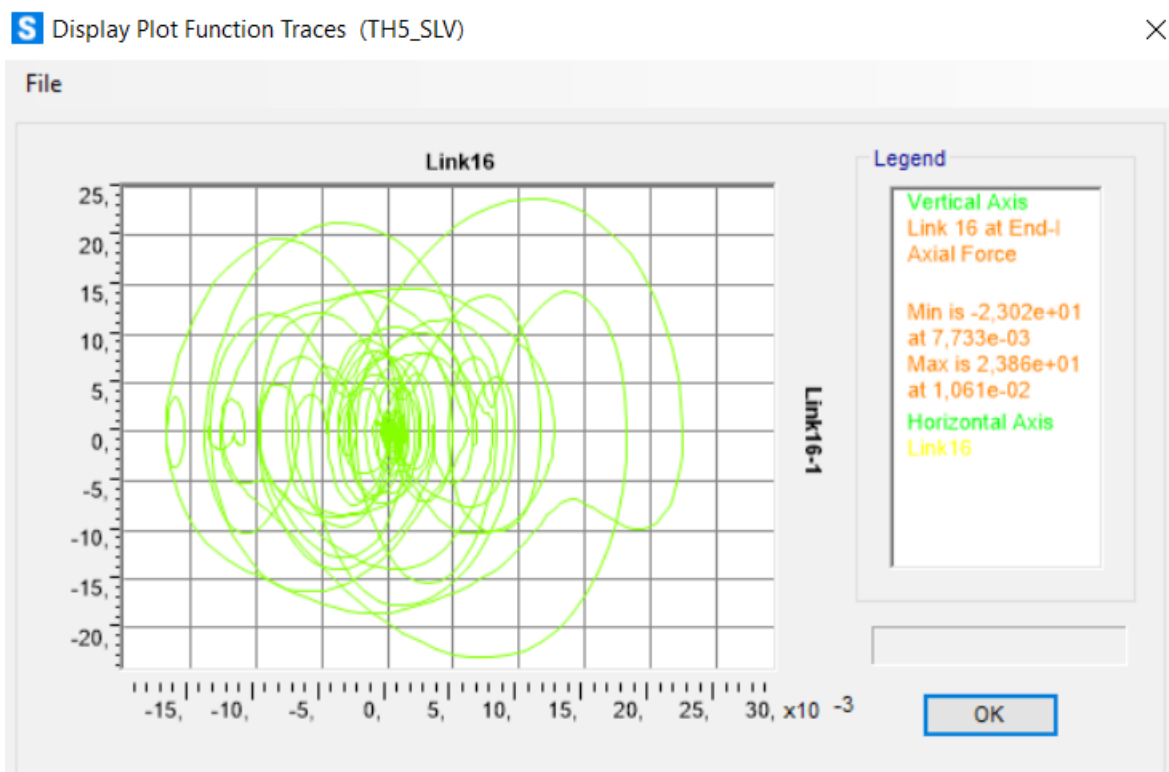 S Display Plot Function Traces (TH5_SLV)
File
Link16
25,
20,
15,
10,
5,
0,
-5,
-10,
-15,
-20,
-15, -10, -5, 0, 5, 10, 15, 20, 25, 30, x10 -3
Link16-1
Legend
Vertical Axis
Link 16 at End-I
Axial Force
Min is -2,302e+01
at 7,733e-03
Max is 2,386e+01
at 1,061e-02
Horizontal Axis
Link16
OK